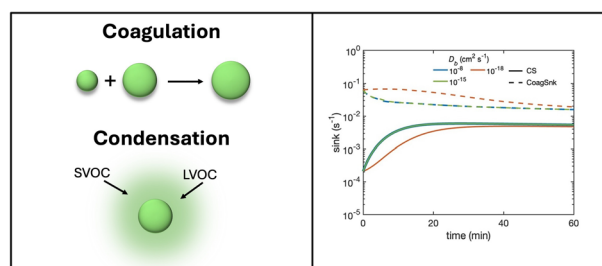 Coagulation
+
Condensation
SVOC
LVOC
D_b (cm² s⁻¹)
10⁻⁶ 10⁻¹⁸ CS
10⁻¹⁵ CoagSnk
sink (s⁻¹)
10⁰
10⁻¹
10⁻²
10⁻³
10⁻⁴
10⁻⁵
0 20 40 60
time (min)